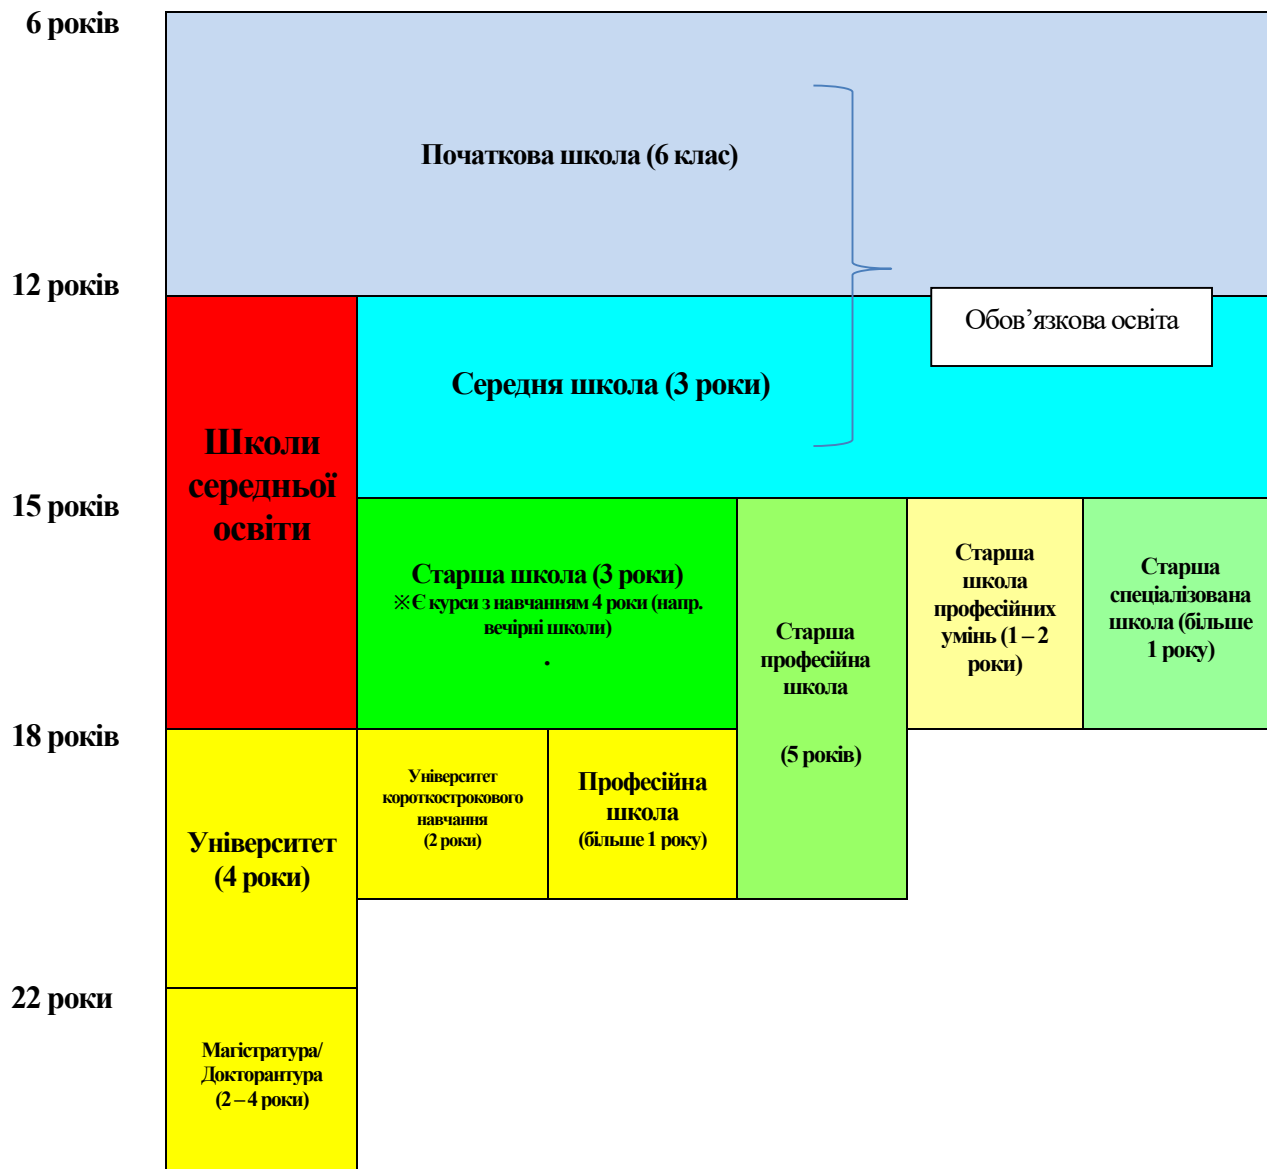 6 років
Початкова школа (6 клас)
12 років
Обов’язкова освіта
Середня школа (3 роки)
Школи
середньої
освіти
15 років
Старша школа (3 роки)
※Є курси з навчанням 4 роки (напр.
вечірні школи)
.
Старша
професійна
школа
(5 років)
Старша
школа
професійних
умінь (1 – 2
роки)
Старша
спеціалізована
школа (більше
1 року)
18 років
Університет
(4 роки)
Університет
короткострокового
навчання
(2 роки)
Професійна
школа
(більше 1 року)
22 роки
Магістратура/
Докторантура
(2 – 4 роки)